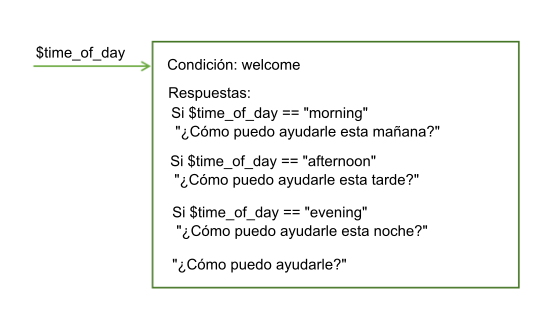 $time_of_day
Condición: welcome
Respuestas:
Si $time_of_day == "morning"
"¿Cómo puedo ayudarle esta mañana?"
Si $time_of_day == "afternoon"
"¿Cómo puedo ayudarle esta tarde?"
Si $time_of_day == "evening"
"¿Cómo puedo ayudarle esta noche?"
"¿Cómo puedo ayudarle?"